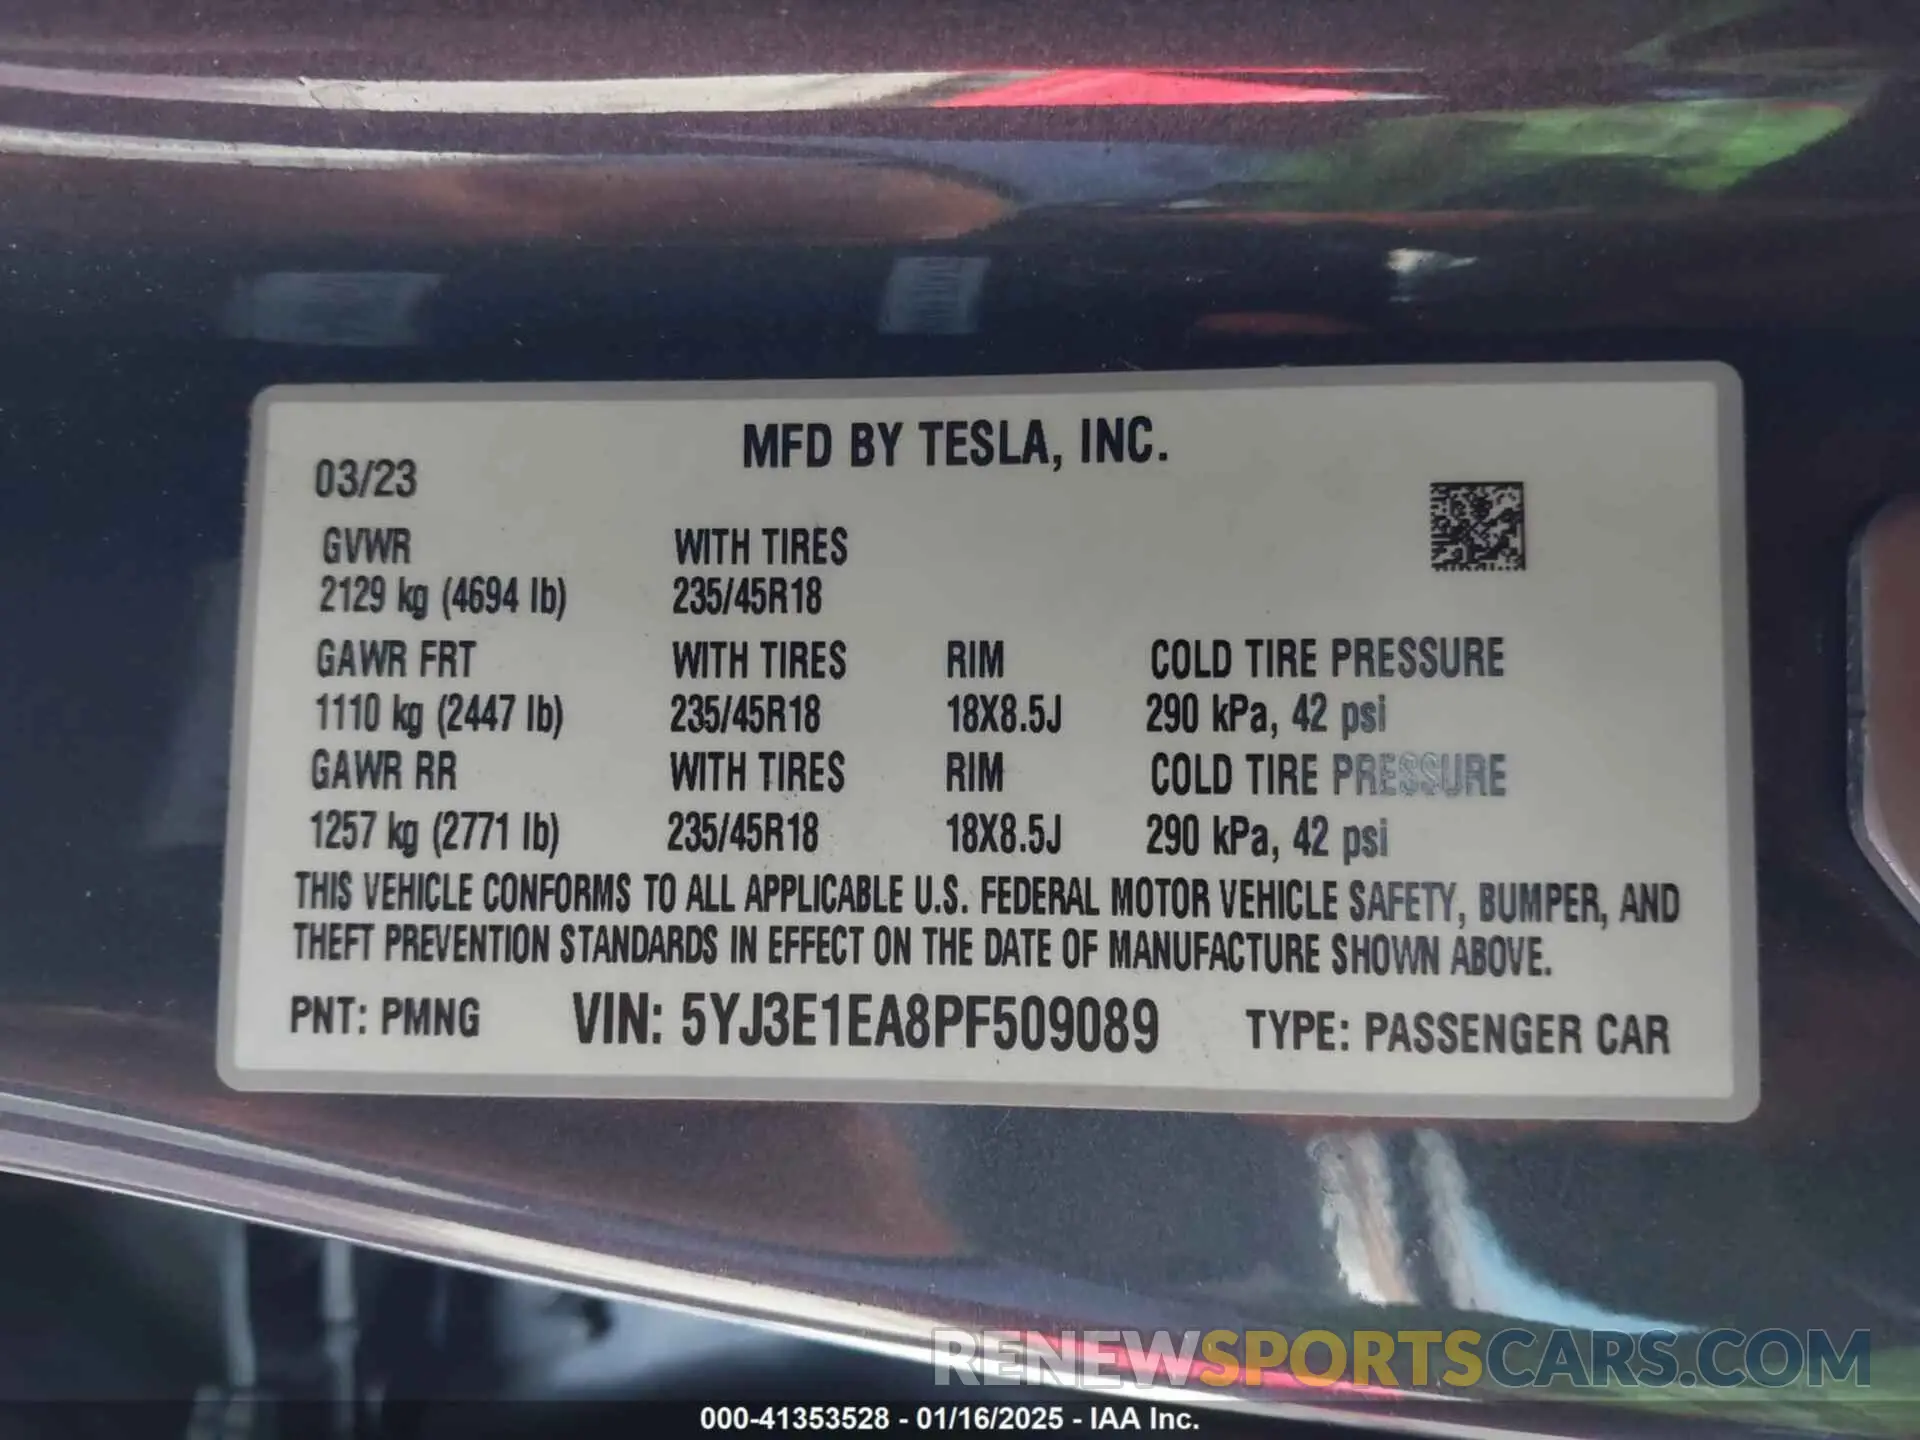 MFD BY TESLA, INC.
03/23
GVWR WITH TIRES
2129 kg (4694 lb) 235/45R18
GAWR FRT WITH TIRES RIM COLD TIRE PRESSURE
1110 kg (2447 lb) 235/45R18 18X8.5J 290 kPa, 42 psi
GAWR RR WITH TIRES RIM COLD TIRE PRESSURE
1257 kg (2771 lb) 235/45R18 18X8.5J 290 kPa, 42 psi
THIS VEHICLE CONFORMS TO ALL APPLICABLE U.S. FEDERAL MOTOR VEHICLE SAFETY, BUMPER, AND
THEFT PREVENTION STANDARDS IN EFFECT ON THE DATE OF MANUFACTURE SHOWN ABOVE.
PNT: PMNG VIN: 5YJ3E1EA8PF509089 TYPE: PASSENGER CAR
RENEWSPORTSCARS.COM
000-41353528 - 01/16/2025 - IAA Inc.